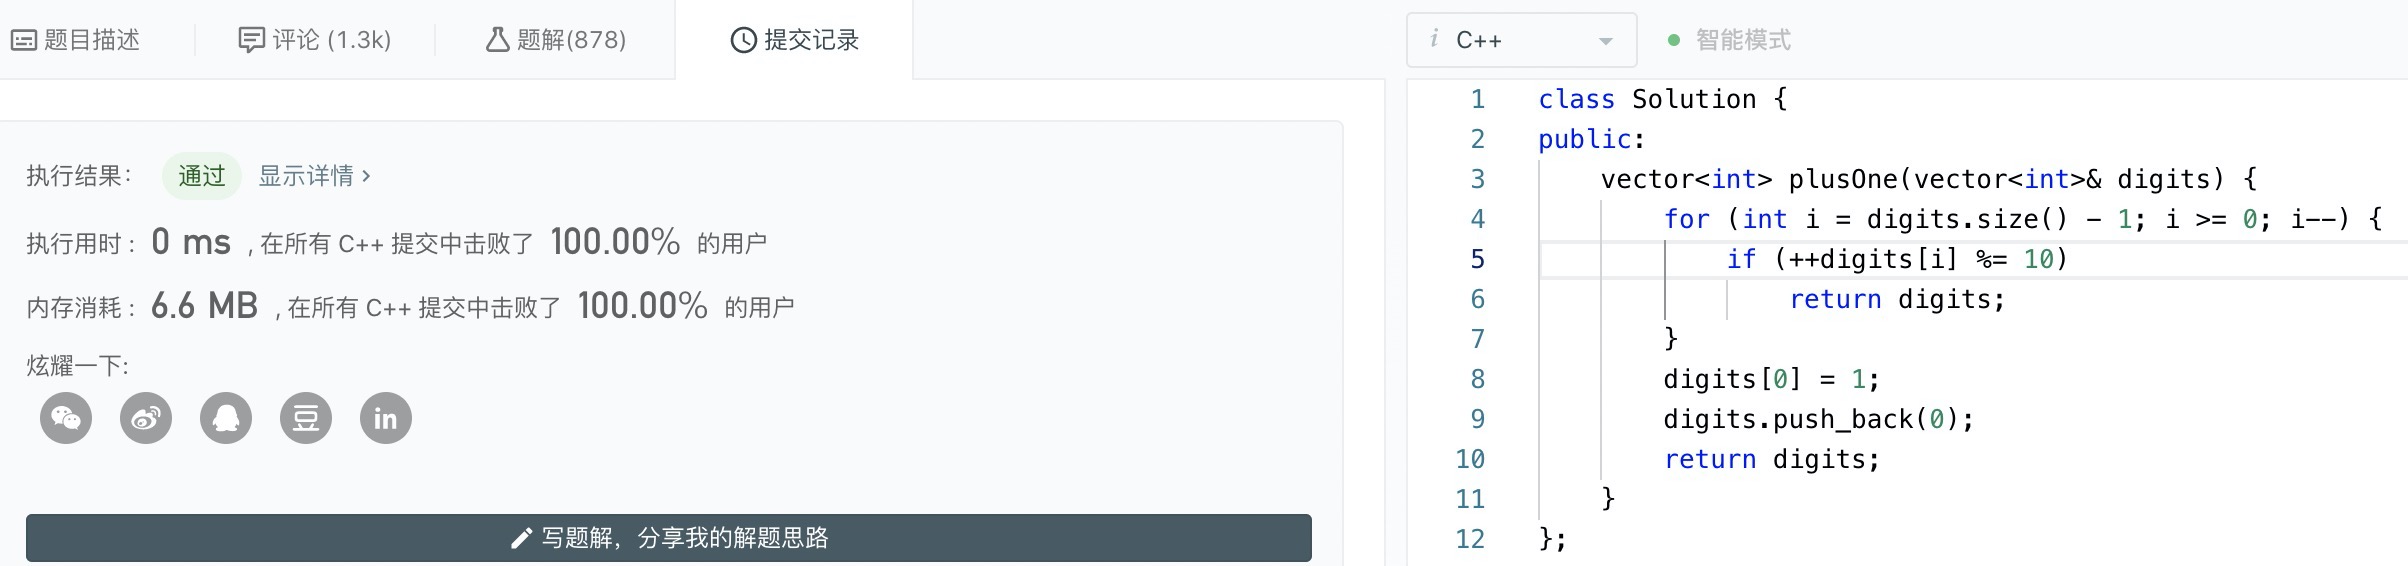 题目描述
评论 (1.3k)
题解(878)
提交记录
执行结果： 通过 显示详情 ›
执行用时： 0 ms , 在所有 C++ 提交中击败了 100.00% 的用户
内存消耗： 6.6 MB , 在所有 C++ 提交中击败了 100.00% 的用户
炫耀一下:
豆 in
写题解，分享我的解题思路
i C++
智能模式
1 class Solution {
2 public:
3     vector<int> plusOne(vector<int>& digits) {
4         for (int i = digits.size() - 1; i >= 0; i--) {
5             if (++digits[i] %= 10)
6                 return digits;
7         }
8         digits[0] = 1;
9         digits.push_back(0);
10         return digits;
11     }
12 };